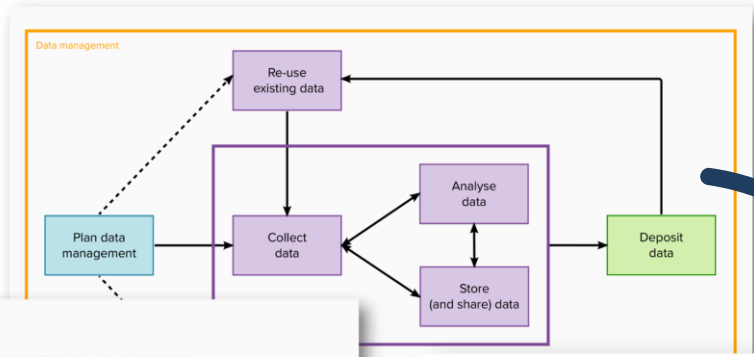 Data management
Re-use
existing data
Analyse
data
Plan data
management
Collect
data
Deposit
data
Store
(and share) data